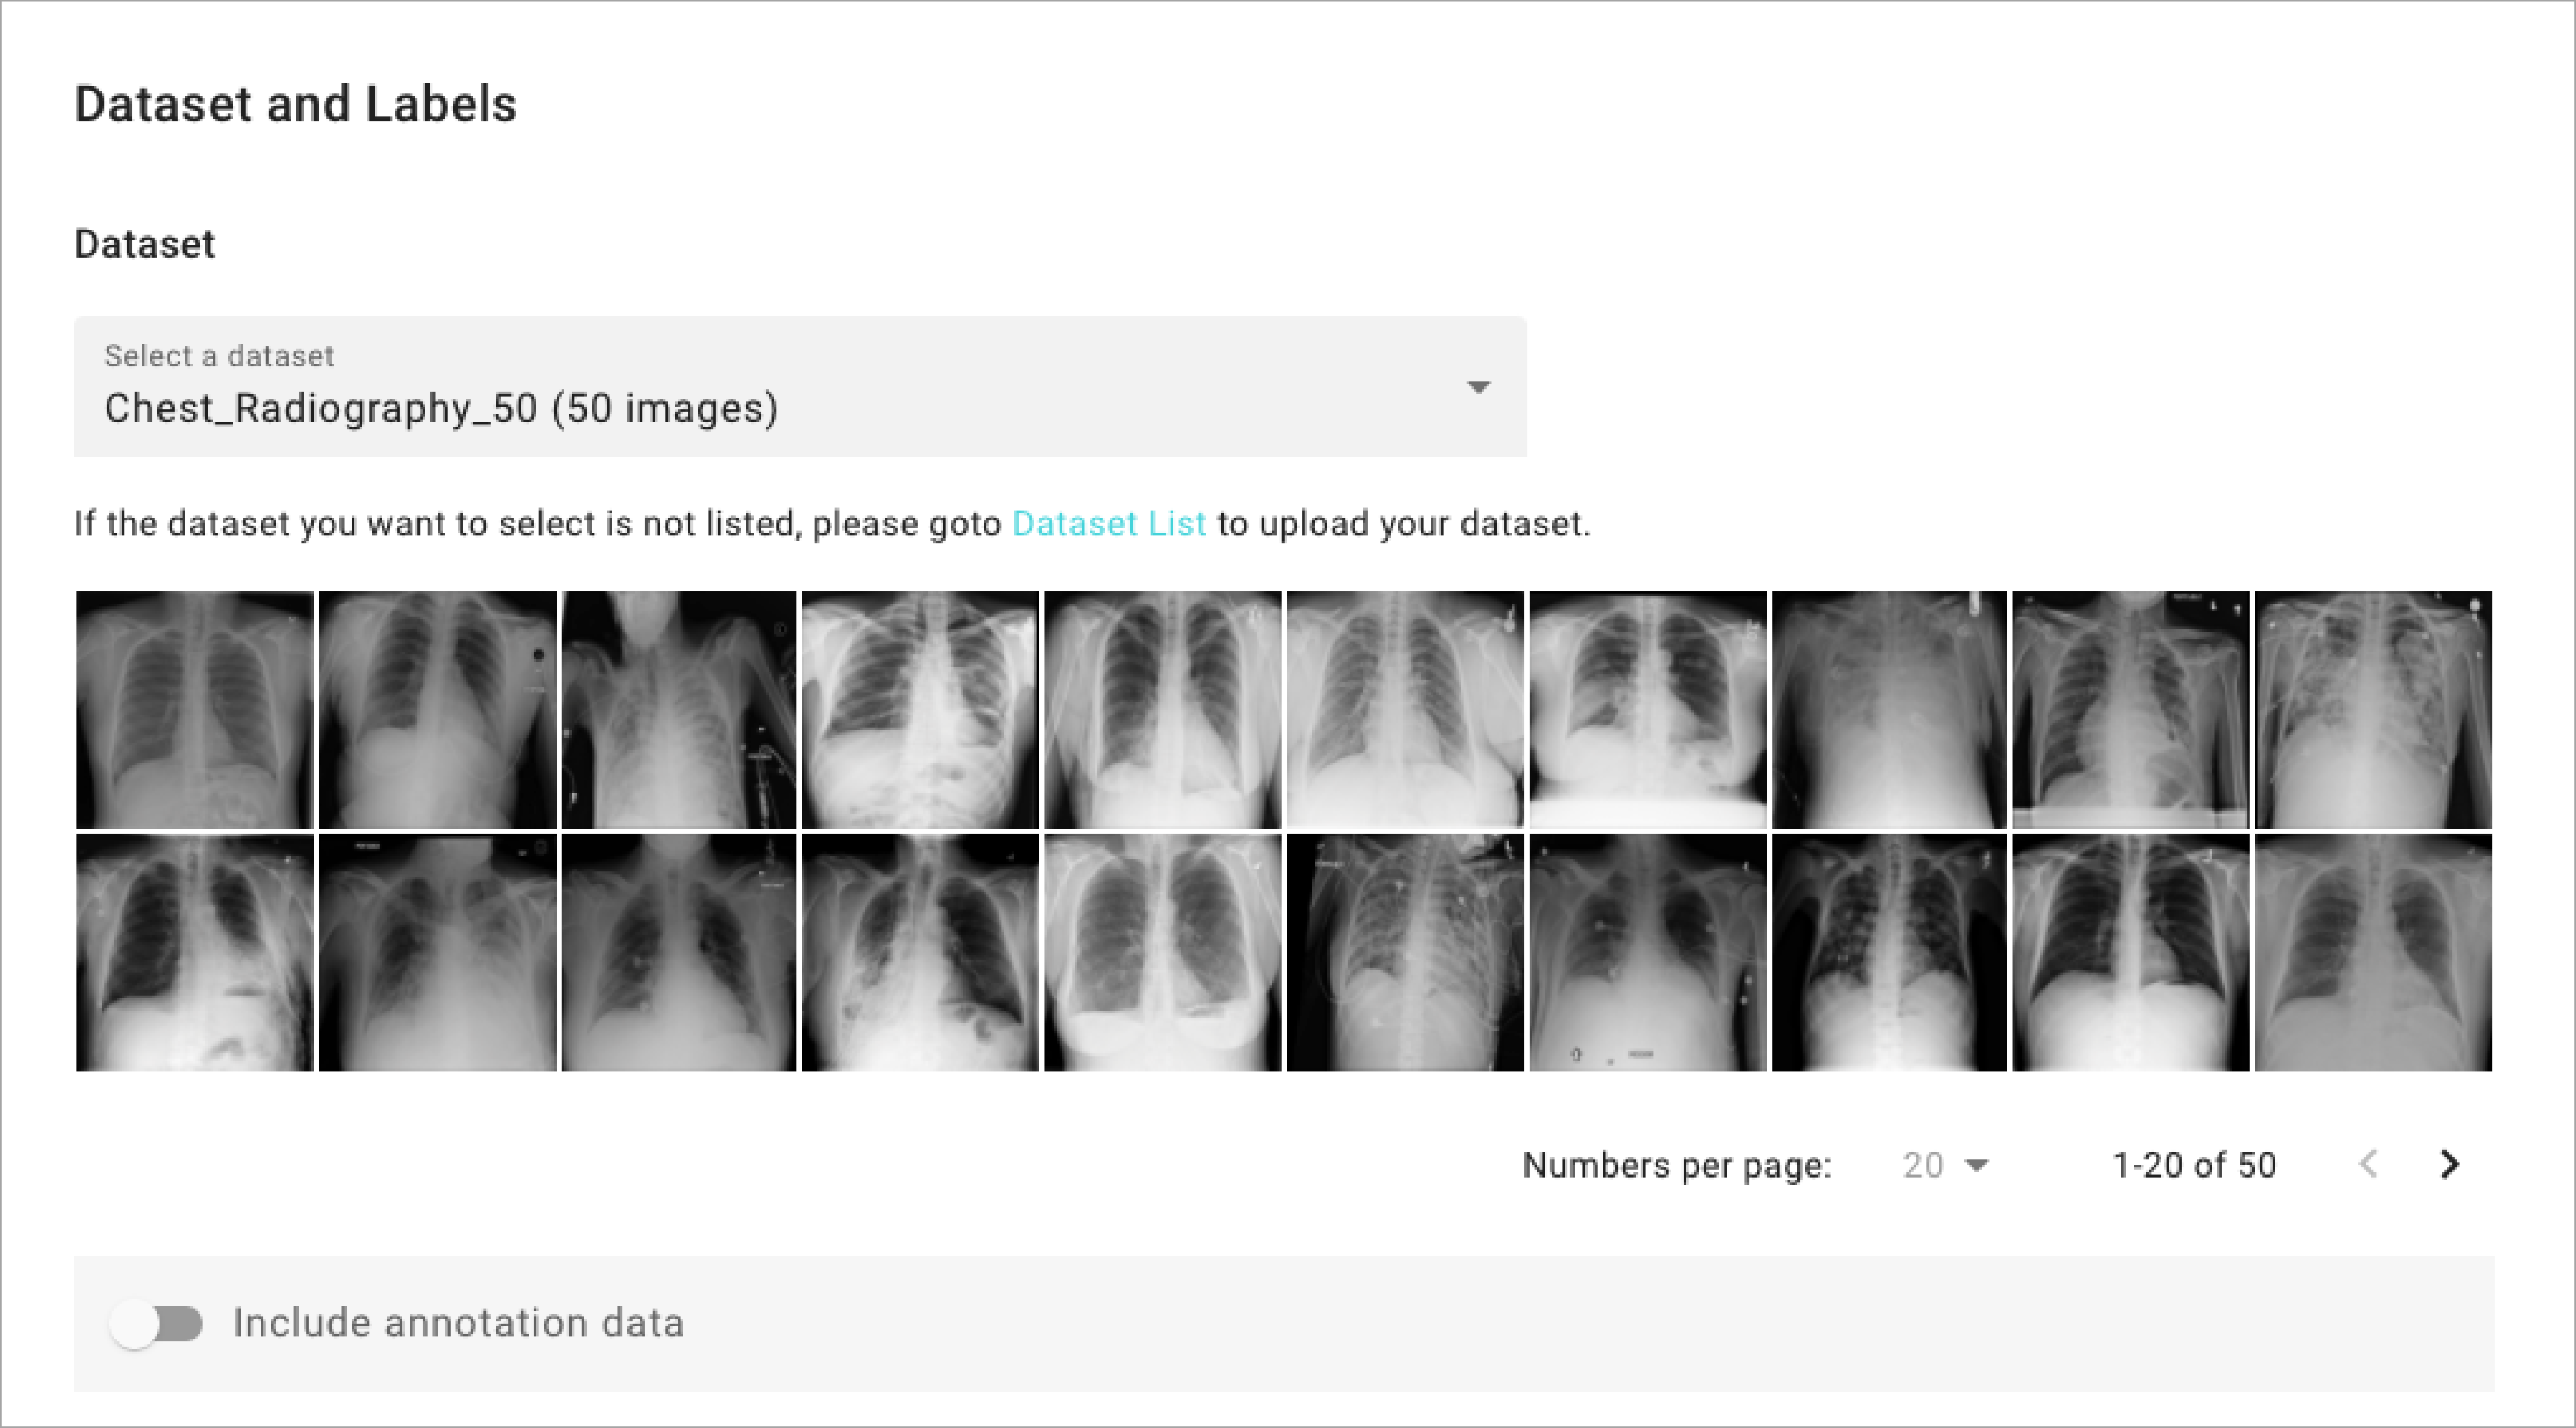 Dataset and Labels
Dataset
Select a dataset
Chest_Radiography_50 (50 images)
If the dataset you want to select is not listed, please goto Dataset List to upload your dataset.
Numbers per page: 20 1-20 of 50
Include annotation data